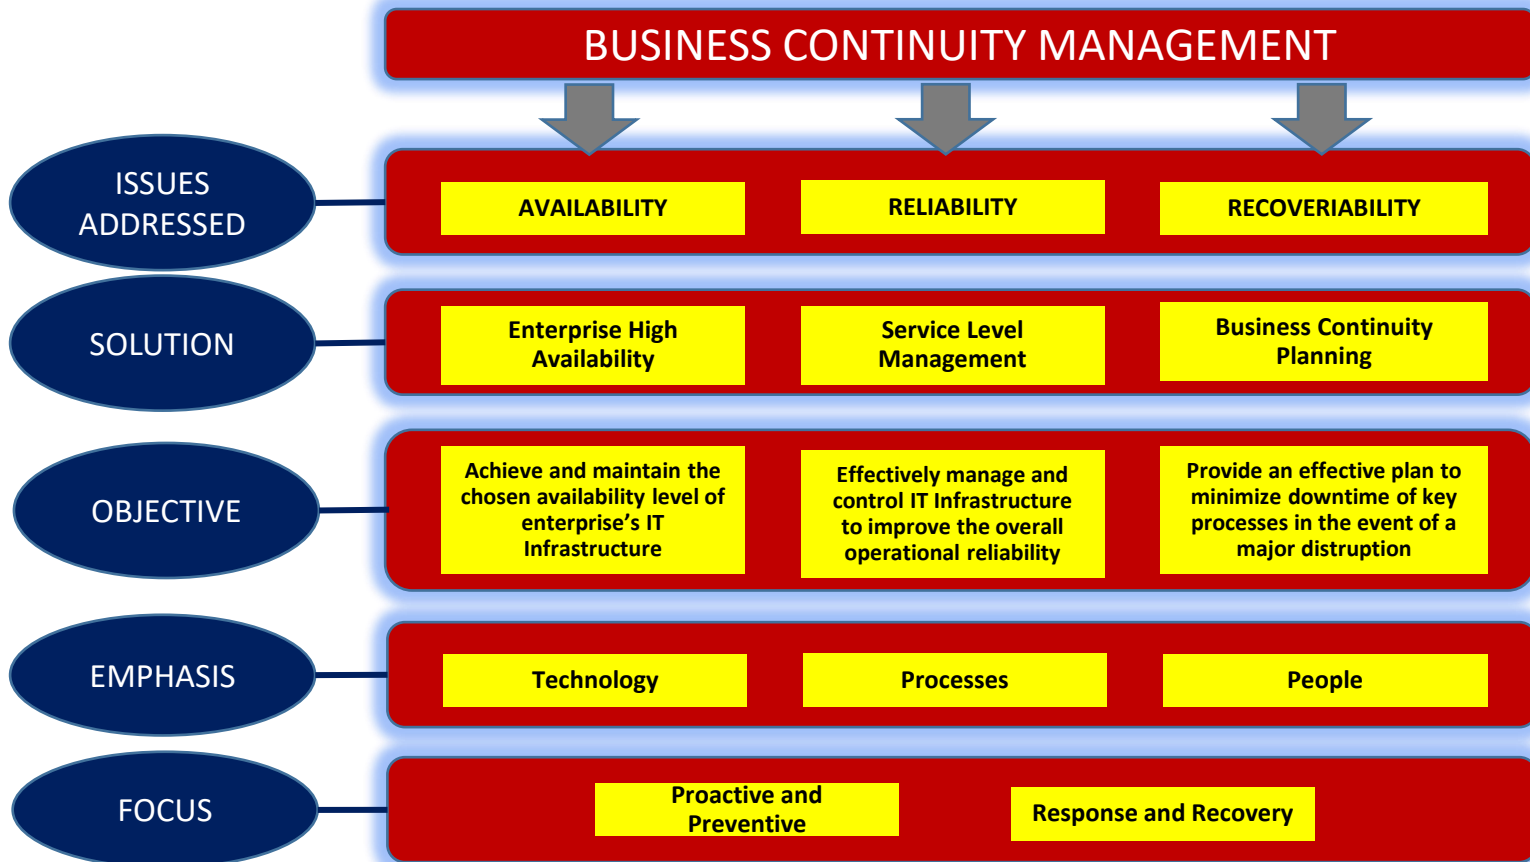 BUSINESS CONTINUITY MANAGEMENT
ISSUES
ADDRESSED
AVAILABILITY
RELIABILITY
RECOVERIABILITY
SOLUTION
Enterprise High
Availability
Service Level
Management
Business Continuity
Planning
OBJECTIVE
Achieve and maintain the
chosen availability level of
enterprise’s IT
Infrastructure
Effectively manage and
control IT Infrastructure
to improve the overall
operational reliability
Provide an effective plan to
minimize downtime of key
processes in the event of a
major distruption
EMPHASIS
Technology
Processes
People
FOCUS
Proactive and
Preventive
Response and Recovery